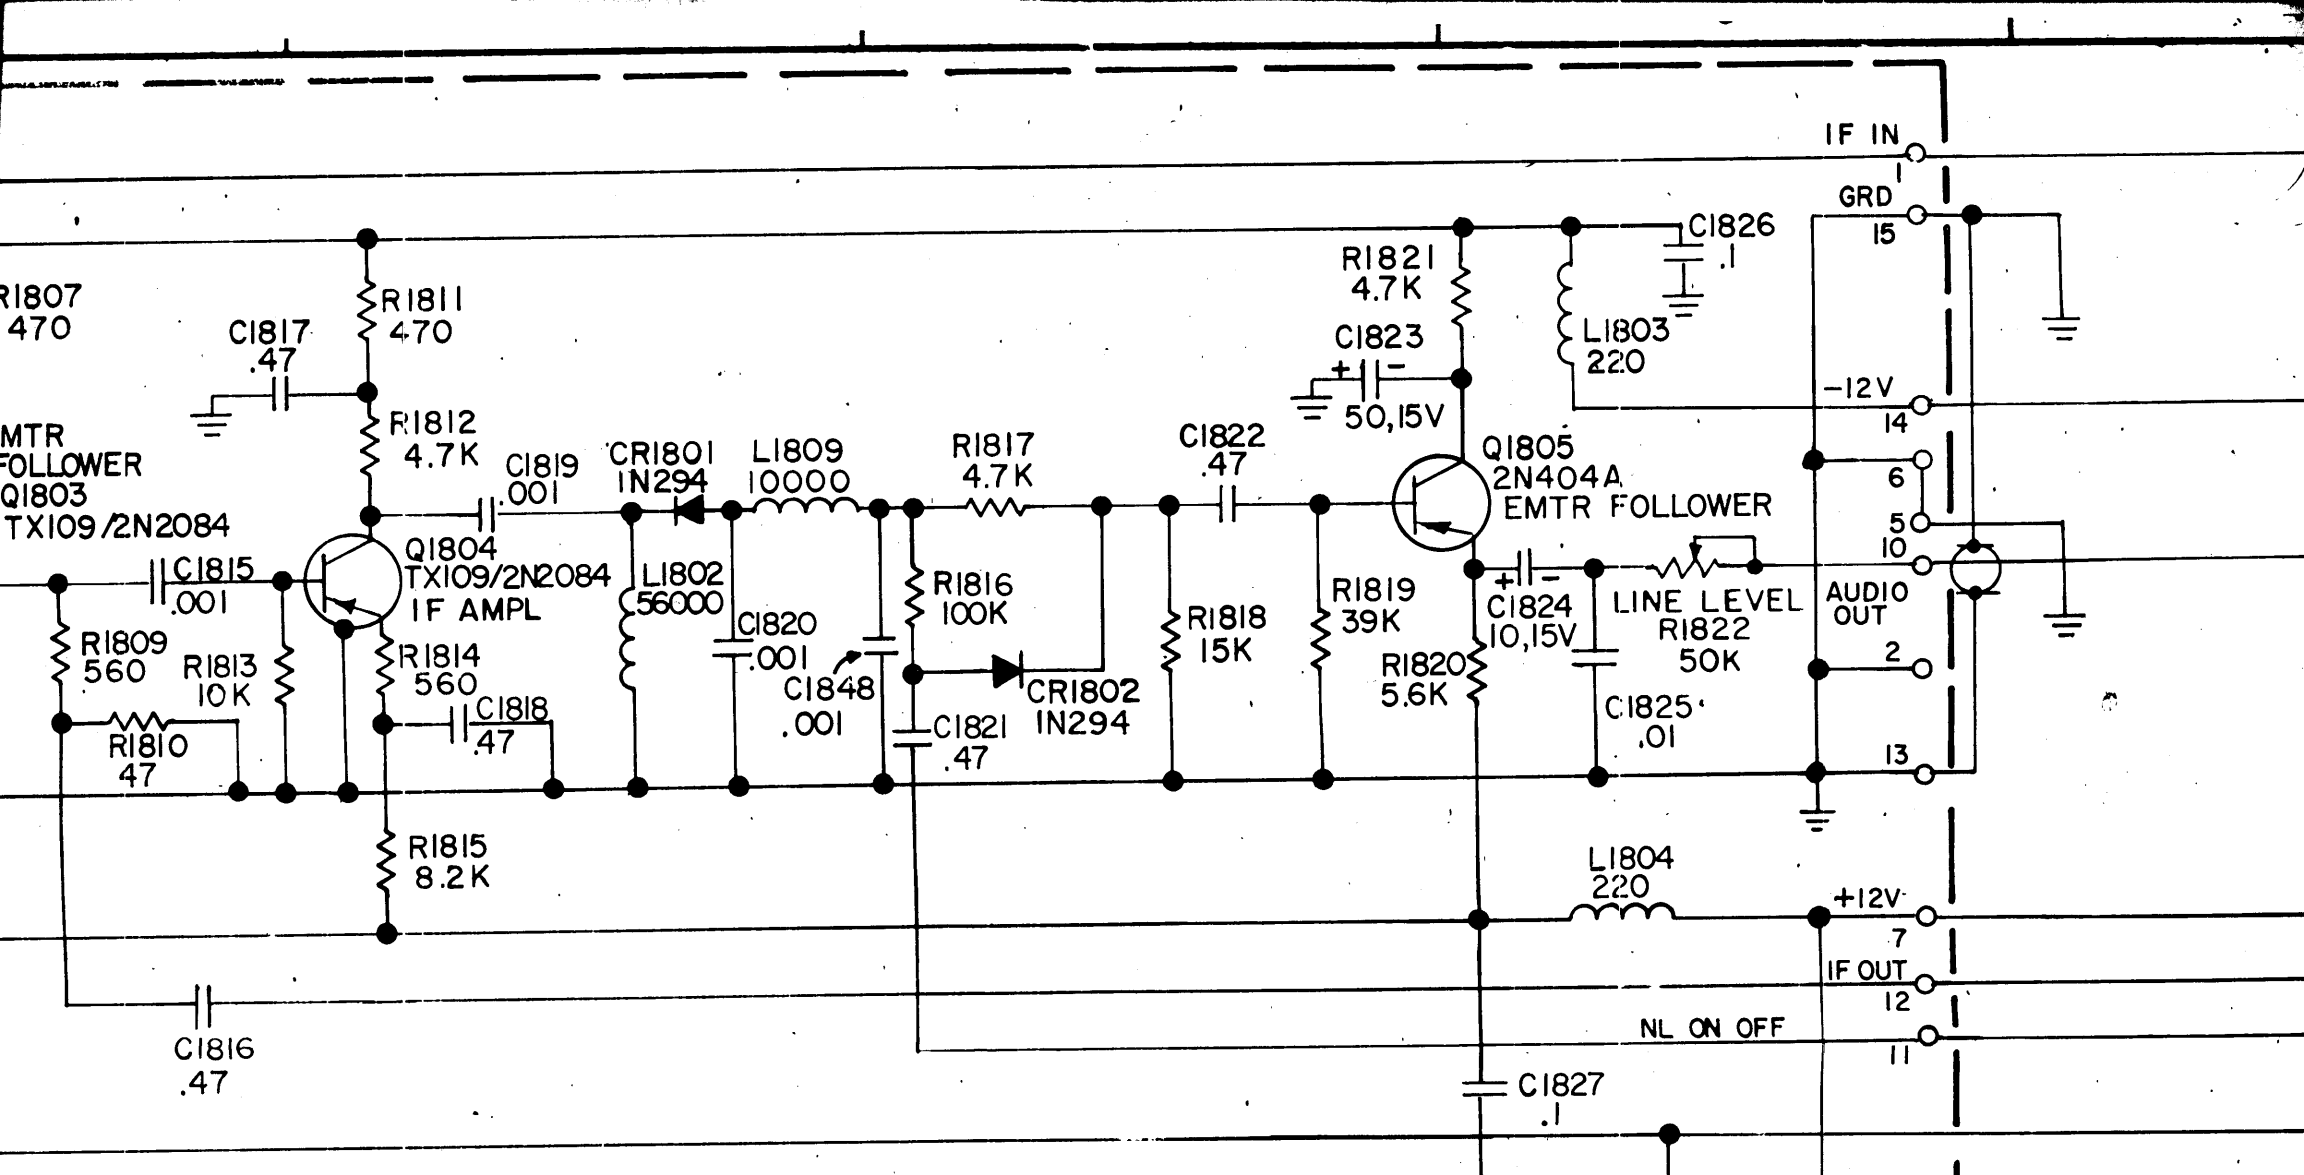 IF IN
1
GRD
15
C1826
.1
R1821
4.7K
R1807
470
R1811
470
C1817
.47
C1823
+ -
50,15V
L1803
220
-12V
14
R1812
4.7K
EMTR
FOLLOWER
Q1803
TX109/2N2084
C1819
.001
CR1801
1N294
L1809
10000
R1817
4.7K
C1822
.47
Q1805
2N404A
EMTR FOLLOWER
6
5
10
AUDIO
OUT
C1815
.001
Q1804
TX109/2N2084
IF AMPL
L1802
56000
R1816
100K
R1818
15K
R1819
39K
+ -
C1824
10,15V
LINE LEVEL
R1822
50K
R1809
560
R1813
10K
R1814
560
C1820
.001
C1848
.001
CR1802
1N294
R1820
5.6K
2
C1825
.01
R1810
47
C1818
.47
C1821
.47
13
R1815
8.2K
L1804
220
+12V
7
IF OUT
12
NL ON OFF
11
C1816
.47
C1827
.1